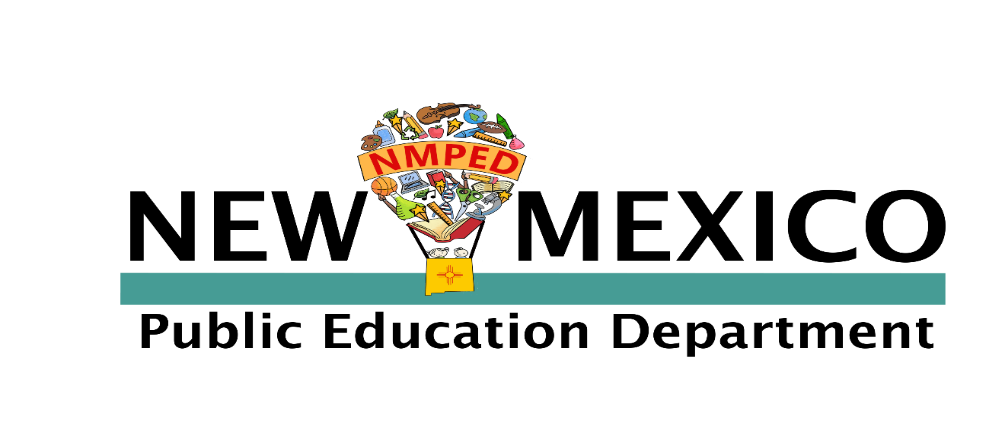 NMPED
NEW MEXICO
Public Education Department